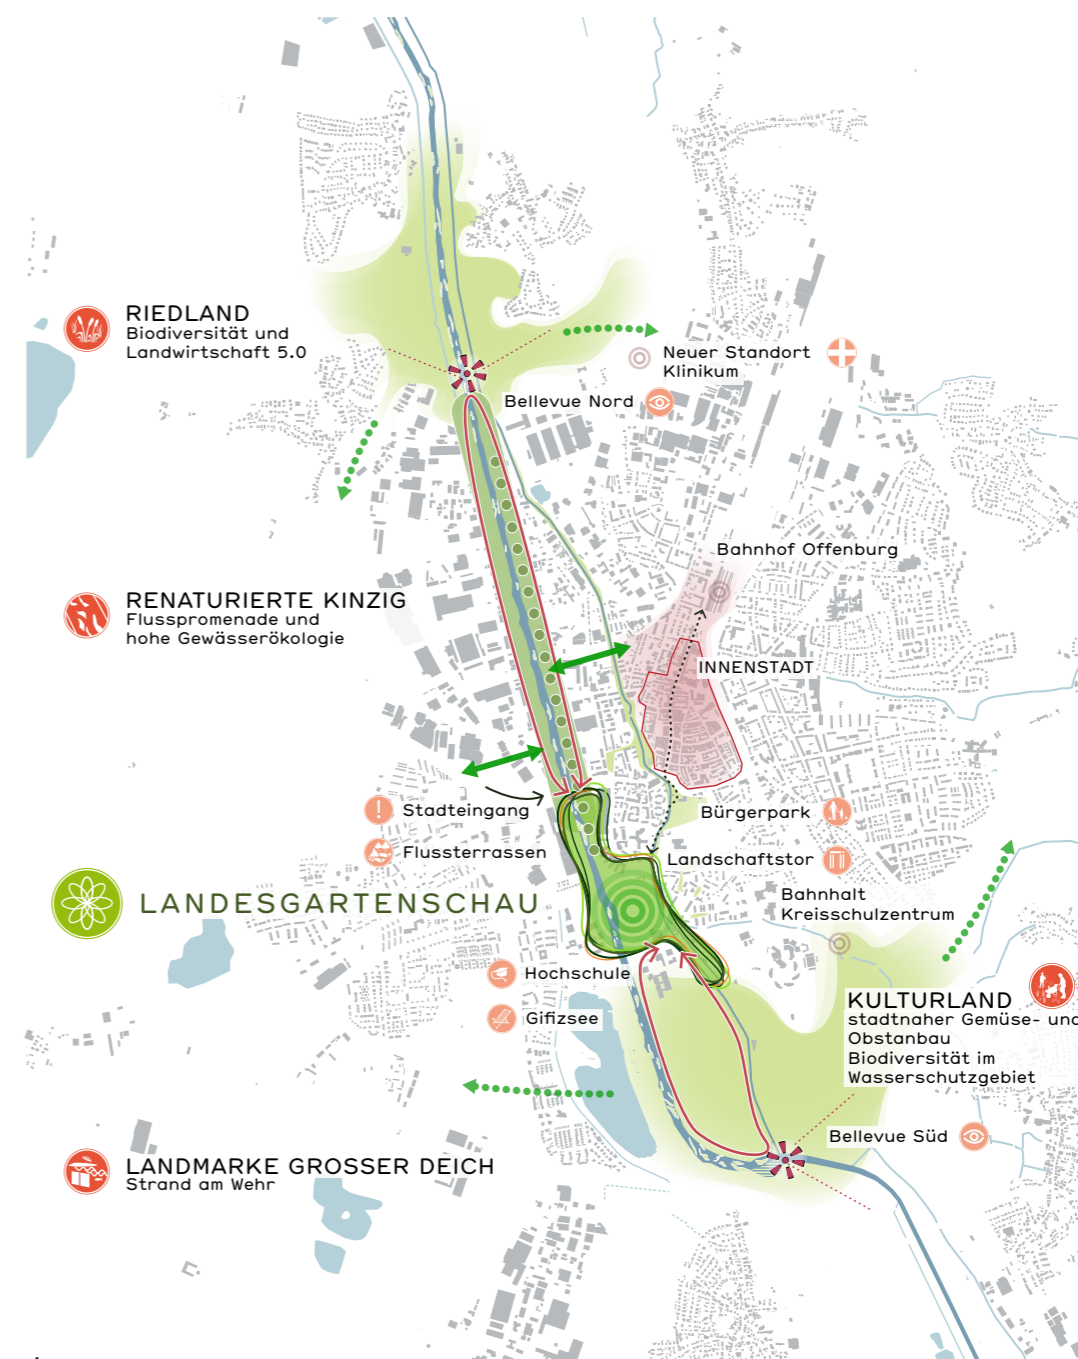 RIEDLAND
Biodiversität und
Landwirtschaft 5.0
Neuer Standort
Klinikum
Bellevue Nord
Bahnhof Offenburg
RENATURIERTE KINZIG
Flusspromenade und
hohe Gewässerökologie
INNENSTADT
Stadteingang
Bürgerpark
Flussterrassen
Landschaftstor
LANDESGARTENSCHAU
Bahnhalt
Kreisschulzentrum
Hochschule
Gifizsee
KULTURLAND
stadtnaher Gemüse- und
Obstanbau
Biodiversität im
Wasserschutzgebiet
Bellevue Süd
LANDMARKE GROSSER DEICH
Strand am Wehr